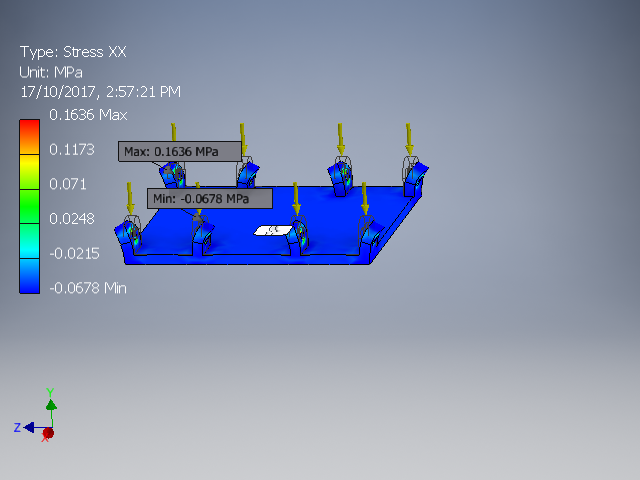 Type: Stress XX
Unit: MPa
17/10/2017, 2:57:21 PM
0.1636 Max
0.1173
0.071
0.0248
-0.0215
-0.0678 Min
Max: 0.1636 MPa
Min: -0.0678 MPa
Y
Z
X